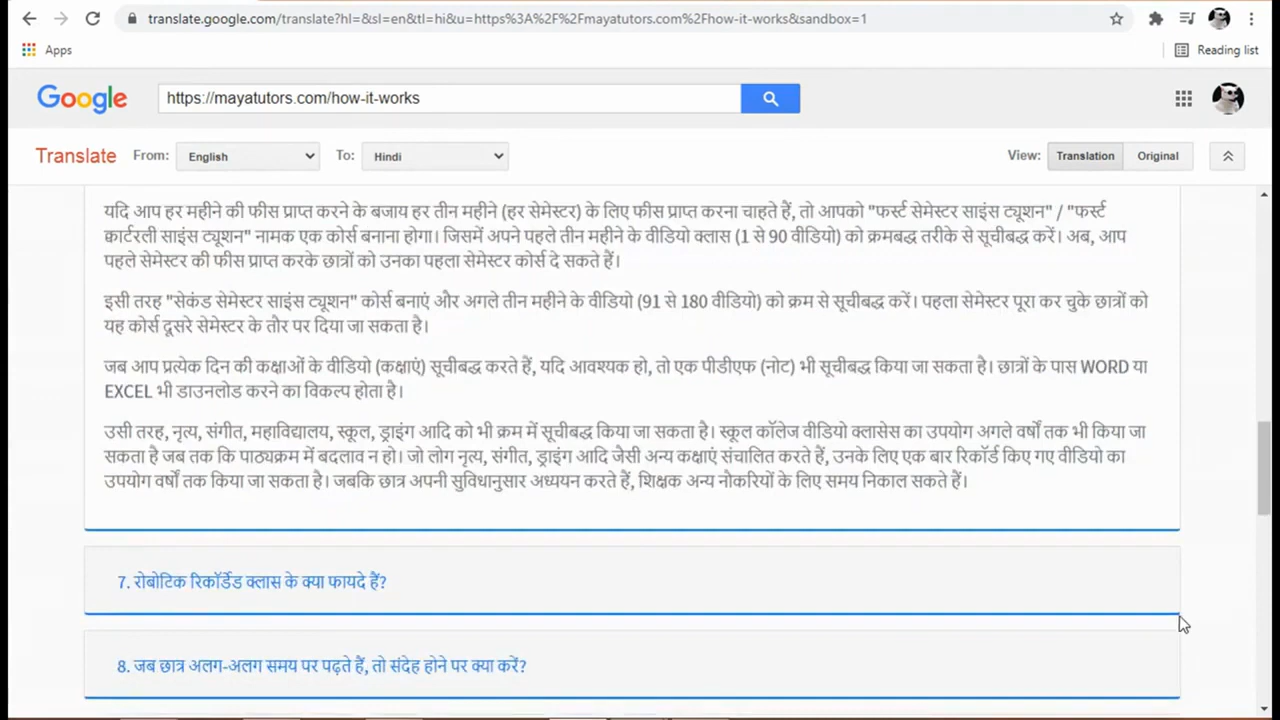 translate.google.com/translate?hl=&sl=en&tl=hi&u=https%3A%2F%2Fmayatutors.com%2Fhow-it-works&sandbox=1
Apps
Reading list
Google
https://mayatutors.com/how-it-works
Translate From: English To: Hindi View: Translation Original
यदि आप हर महीने की फीस प्राप्त करने के बजाय हर तीन महीने (हर सेमेस्टर) के लिए फीस प्राप्त करना चाहते हैं, तो आपको "फर्स्ट सेमेस्टर साइंस ट्यूशन" / "फर्स्ट
क्वार्टरली साइंस ट्यूशन" नामक एक कोर्स बनाना होगा। जिसमें अपने पहले तीन महीने के वीडियो क्लास (1 से 90 वीडियो) को क्रमबद्ध तरीके से सूचीबद्ध करें। अब, आप
पहले सेमेस्टर की फीस प्राप्त करके छात्रों को उनका पहला सेमेस्टर कोर्स दे सकते हैं।
इसी तरह "सेकंड सेमेस्टर साइंस ट्यूशन" कोर्स बनाएं और अगले तीन महीने के वीडियो (91 से 180 वीडियो) को क्रम से सूचीबद्ध करें। पहला सेमेस्टर पूरा कर चुके छात्रों को
यह कोर्स दूसरे सेमेस्टर के तौर पर दिया जा सकता है।
जब आप प्रत्येक दिन की कक्षाओं के वीडियो (कक्षाएं) सूचीबद्ध करते हैं, यदि आवश्यक हो, तो एक पीडीएफ (नोट) भी सूचीबद्ध किया जा सकता है। छात्रों के पास WORD या
EXCEL भी डाउनलोड करने का विकल्प होता है।
उसी तरह, नृत्य, संगीत, महाविद्यालय, स्कूल, ड्राइंग आदि को भी क्रम में सूचीबद्ध किया जा सकता है। स्कूल कॉलेज वीडियो क्लासेस का उपयोग अगले वर्षों तक भी किया जा
सकता है जब तक कि पाठ्यक्रम में बदलाव न हो। जो लोग नृत्य, संगीत, ड्राइंग आदि जैसी अन्य कक्षाएं संचालित करते हैं, उनके लिए एक बार रिकॉर्ड किए गए वीडियो का
उपयोग वर्षों तक किया जा सकता है। जबकि छात्र अपनी सुविधानुसार अध्ययन करते हैं, शिक्षक अन्य नौकरियों के लिए समय निकाल सकते हैं।
7. रोबोटिक रिकॉर्डेड क्लास के क्या फायदे हैं?
8. जब छात्र अलग-अलग समय पर पढ़ते हैं, तो संदेह होने पर क्या करें?